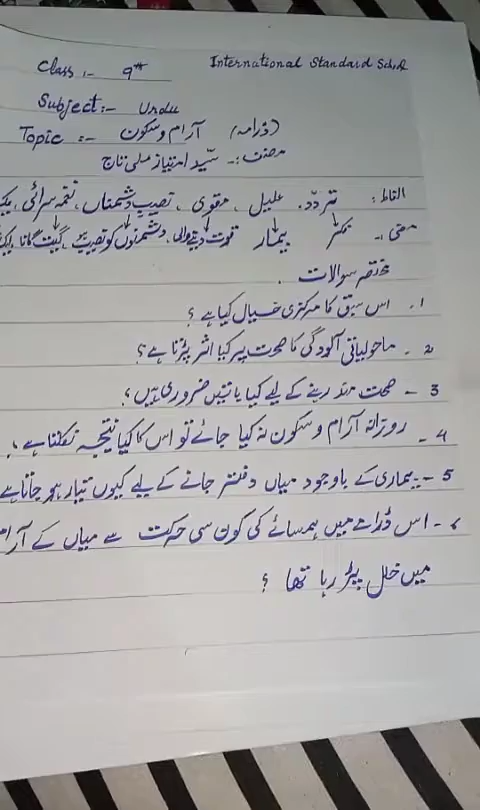 Class :- 9th International Standard School
Subject :- Urdu
Topic :- آرام و سکون (ڈرامہ)
مصنف :- سید امتیاز علی تاج
الفاظ : تردّد، علیل، مقوی، نصیبِ دشمناں، نغمہ سرائی،
معنی :- فکر بیمار قوت دینے والی، دشمنوں کو نصیب، گیت گانا،
مختصر سوالات
1. اس سبق کا مرکزی خیال کیا ہے ؟
2- ماحولیاتی آلودگی کا صحت پر کیا اثر پڑتا ہے ؟
3 - صحت مند رہنے کے لیے کیا باتیں ضروری ہیں ؟
4- روزانہ آرام و سکون نہ کیا جائے تو اس کا کیا نتیجہ نکلتا ہے ؟
5 - بیماری کے باوجود میاں دفتر جانے کے لیے کیوں تیار ہو جاتا ہے
6- اس ڈرامے میں ہمسائے کی کون سی حرکت سے میاں کے آرام
میں خلل پڑ رہا تھا ؟